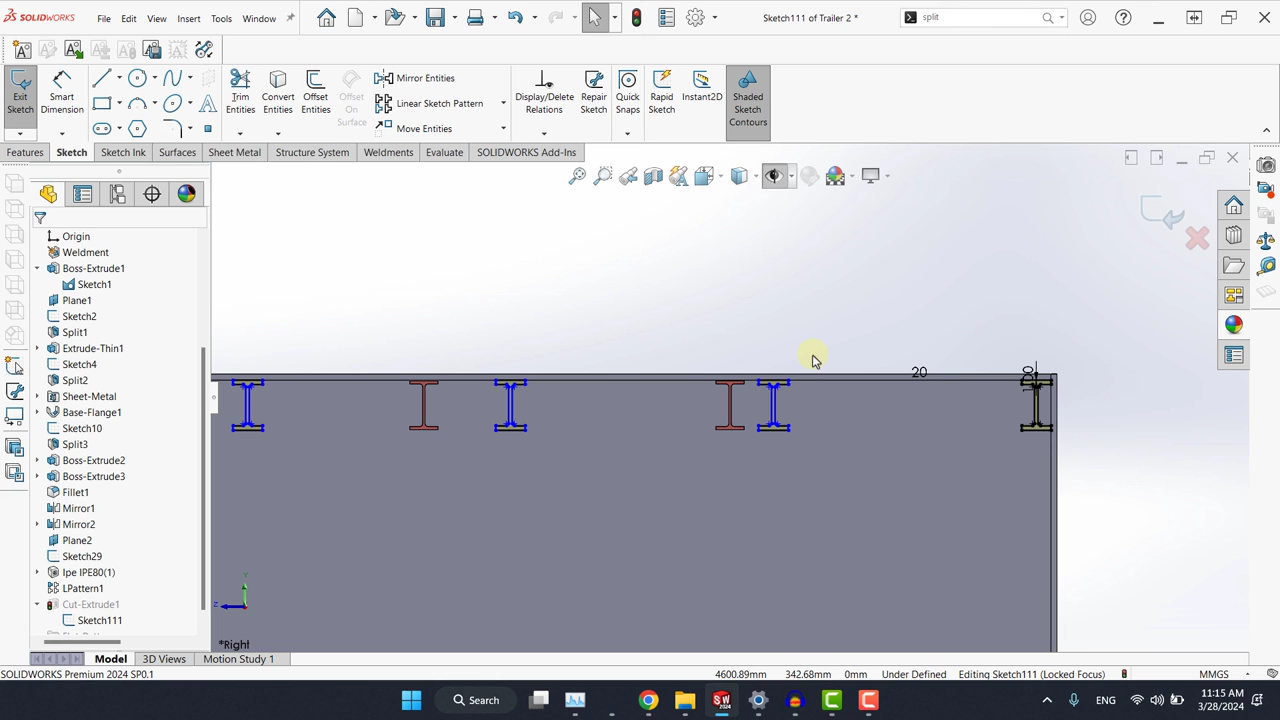 SOLIDWORKS
File
Edit
View
Insert
Tools
Window
Sketch111 of Trailer 2 *
split
Exit Sketch
Smart Dimension
Trim Entities
Convert Entities
Offset Entities
Offset On Surface
Mirror Entities
Linear Sketch Pattern
Move Entities
Display/Delete Relations
Repair Sketch
Quick Snaps
Rapid Sketch
Instant2D
Shaded Sketch Contours
Features
Sketch
Sketch Ink
Surfaces
Sheet Metal
Structure System
Weldments
Evaluate
SOLIDWORKS Add-Ins
Origin
Weldment
Boss-Extrude1
Sketch1
Plane1
Sketch2
Split1
Extrude-Thin1
Sketch4
Split2
Sheet-Metal
Base-Flange1
Sketch10
Split3
Boss-Extrude2
Boss-Extrude3
Fillet1
Mirror1
Mirror2
Plane2
Sketch29
Ipe IPE80(1)
LPattern1
Cut-Extrude1
Sketch111
20
Y
Z
*Right
Model
3D Views
Motion Study 1
SOLIDWORKS Premium 2024 SP0.1
4600.89mm
342.68mm
0mm
Under Defined
Editing Sketch111 (Locked Focus)
MMGS
Search
SW
2024
ENG
11:15 AM
3/28/2024